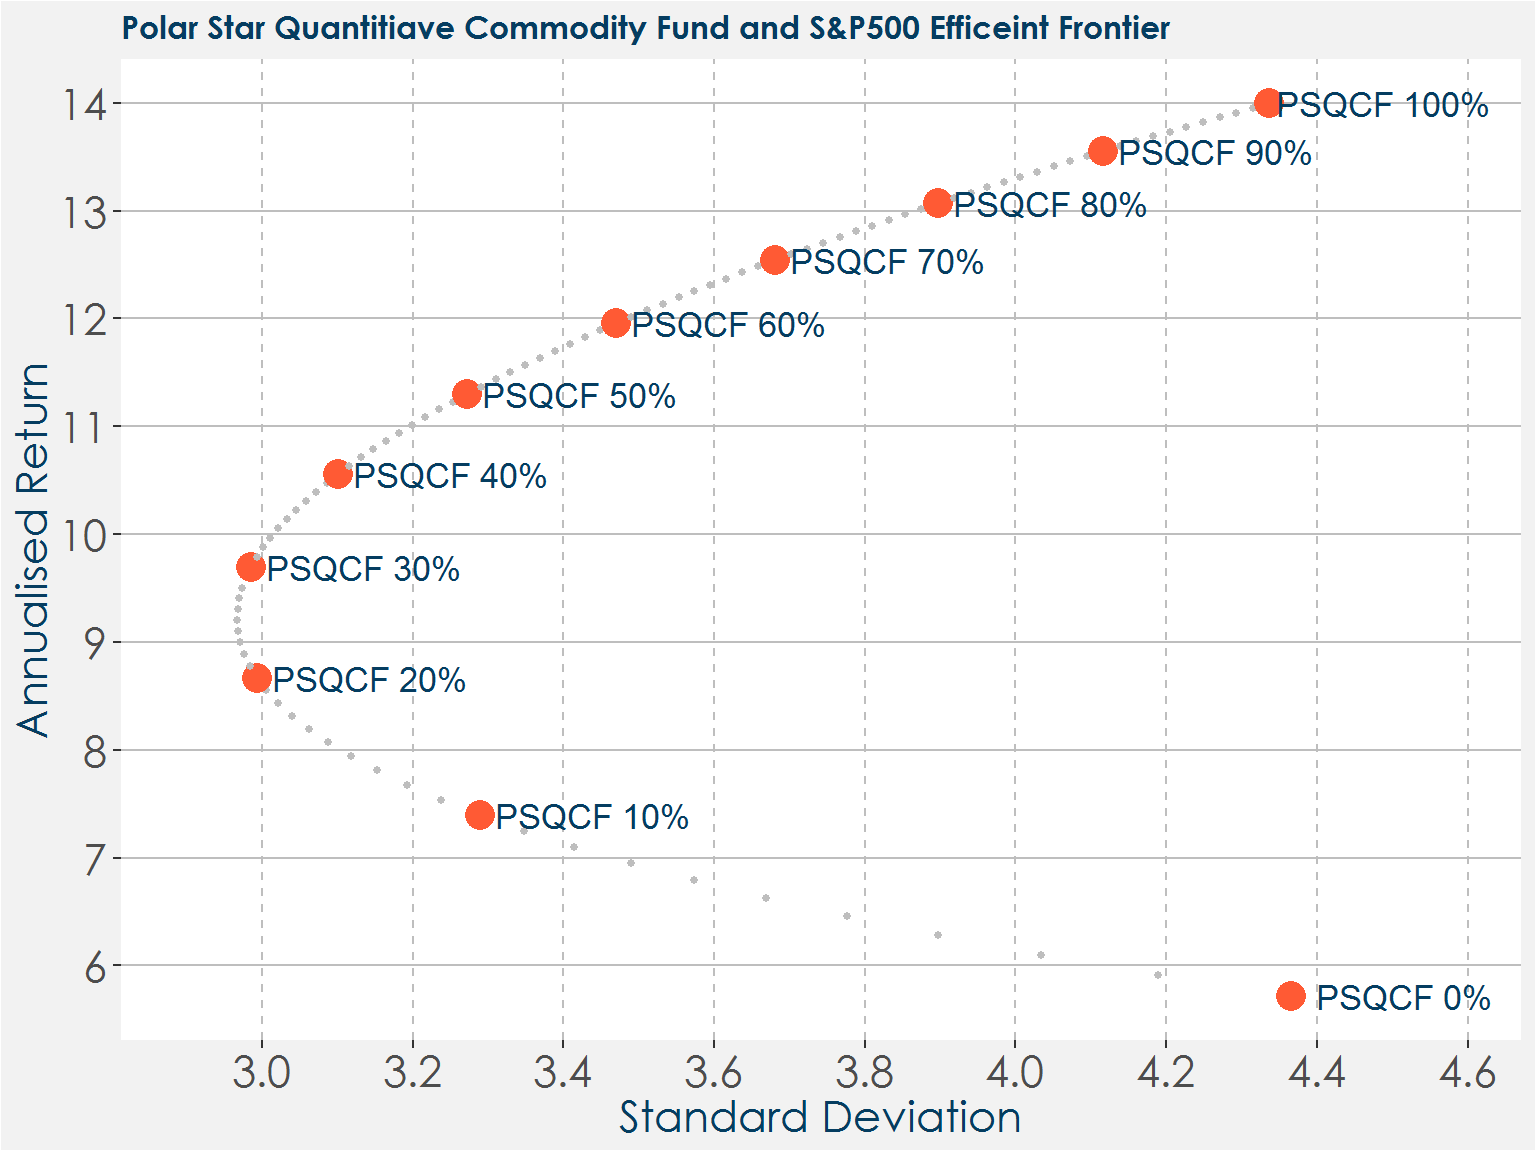 Polar Star Quantitiave Commodity Fund and S&P500 Efficeint Frontier
14
13
12
11
10
9
8
7
6
Annualised Return
PSQCF 100%
PSQCF 90%
PSQCF 80%
PSQCF 70%
PSQCF 60%
PSQCF 50%
PSQCF 40%
PSQCF 30%
PSQCF 20%
PSQCF 10%
PSQCF 0%
3.0 3.2 3.4 3.6 3.8 4.0 4.2 4.4 4.6
Standard Deviation